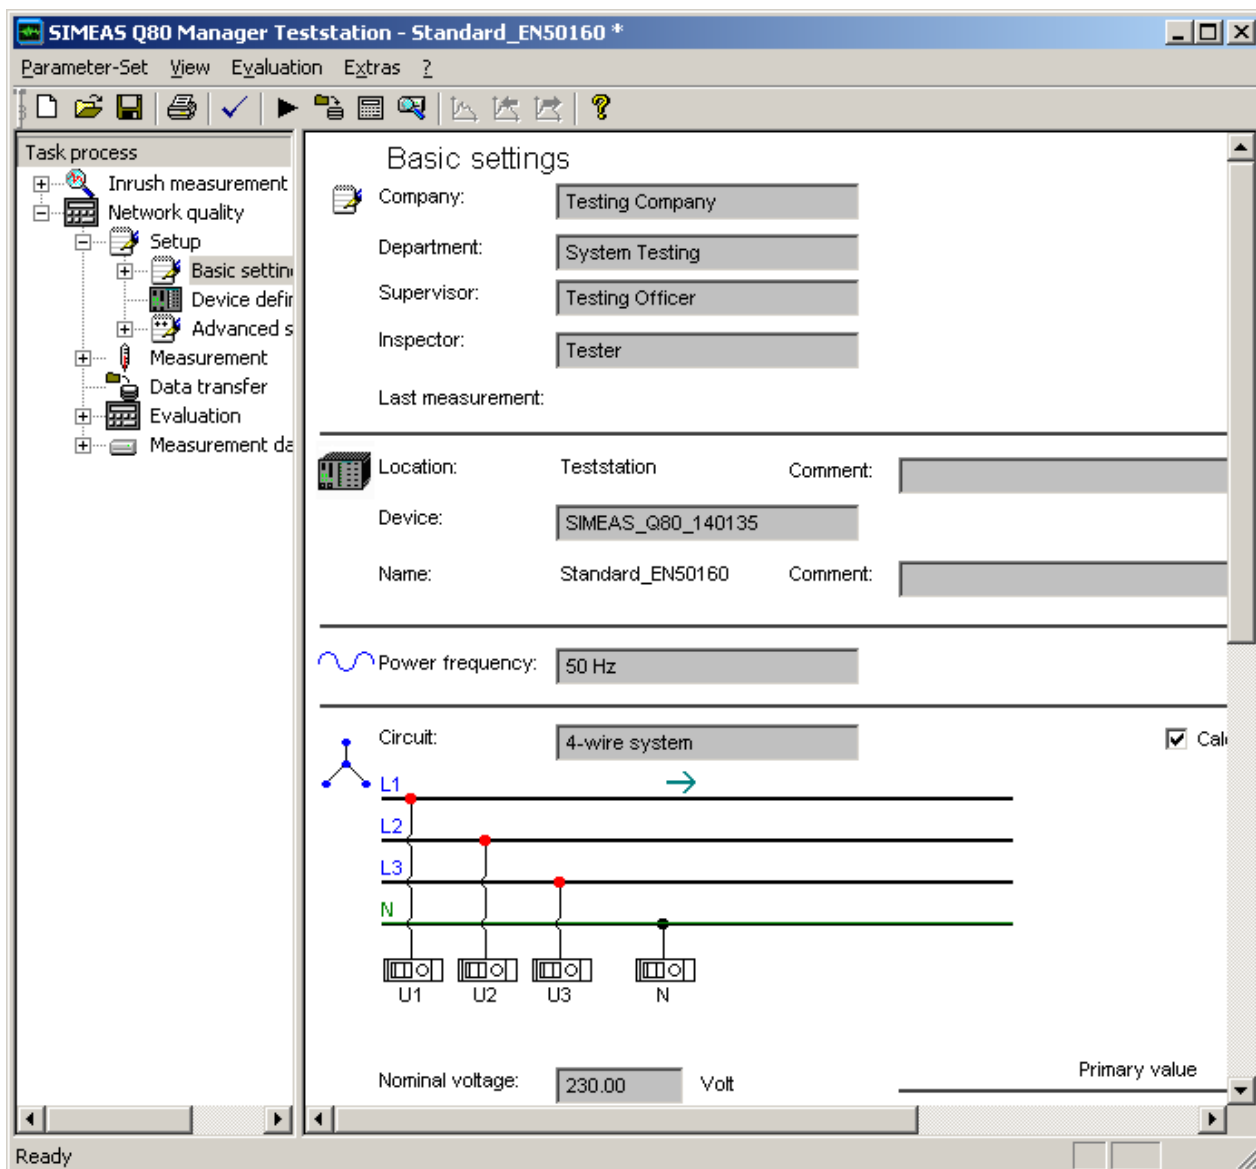 SIMEAS Q80 Manager Teststation - Standard_EN50160 *
Parameter-Set View Evaluation Extras ?
Task process
Inrush measurement
Network quality
Setup
Basic settin
Device defir
Advanced s
Measurement
Data transfer
Evaluation
Measurement da
Basic settings
Company: Testing Company
Department: System Testing
Supervisor: Testing Officer
Inspector: Tester
Last measurement:
Location: Teststation Comment:
Device: SIMEAS_Q80_140135
Name: Standard_EN50160 Comment:
Power frequency: 50 Hz
Circuit: 4-wire system Calc
L1
L2
L3
N
U1 U2 U3 N
Primary value
Nominal voltage: 230.00 Volt
Ready